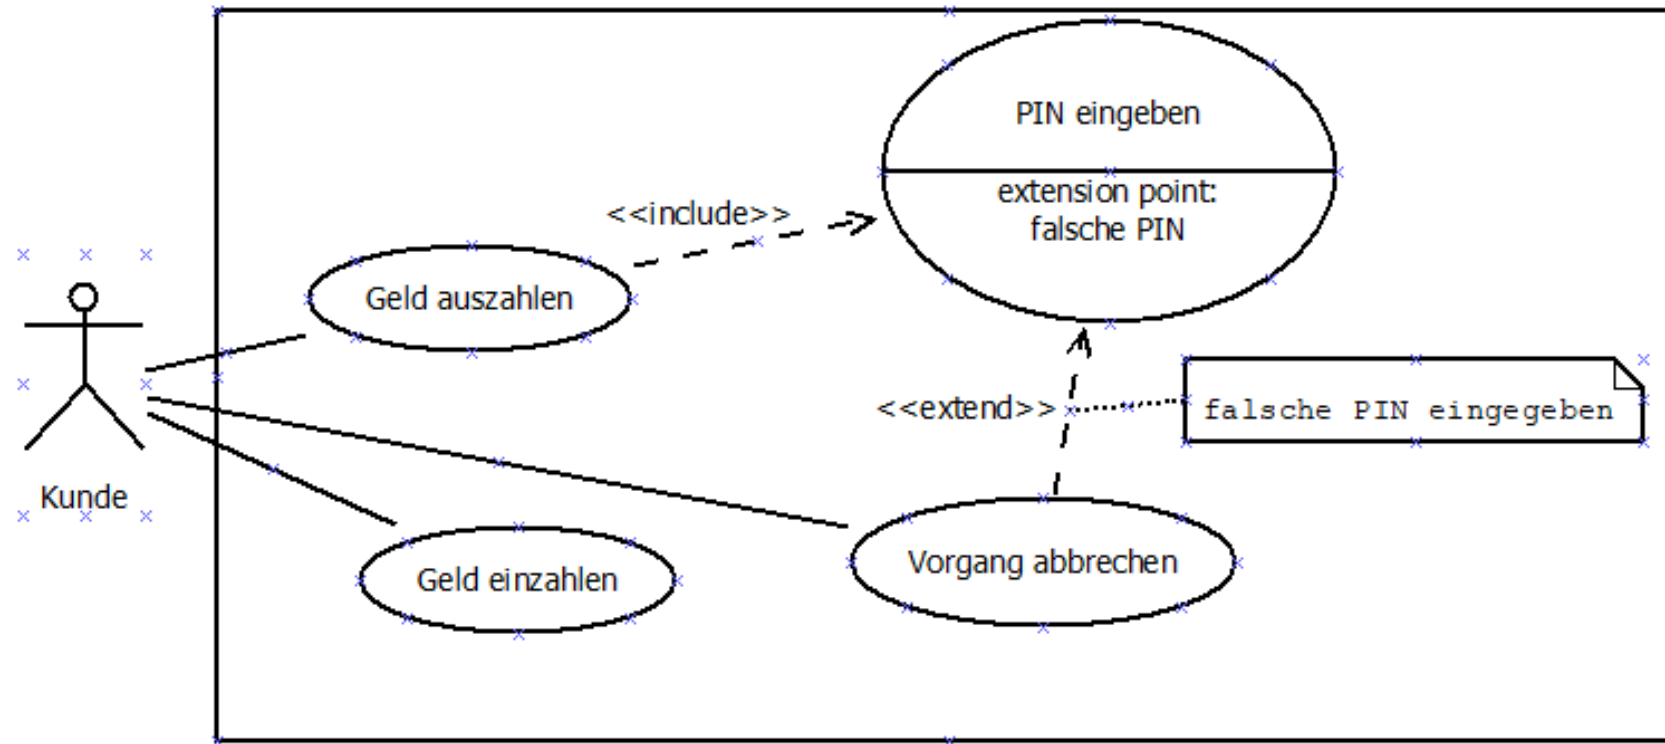 PIN eingeben
extension point:
falsche PIN
<<include>>
Geld auszahlen
<<extend>>
falsche PIN eingegeben
Kunde
Vorgang abbrechen
Geld einzahlen